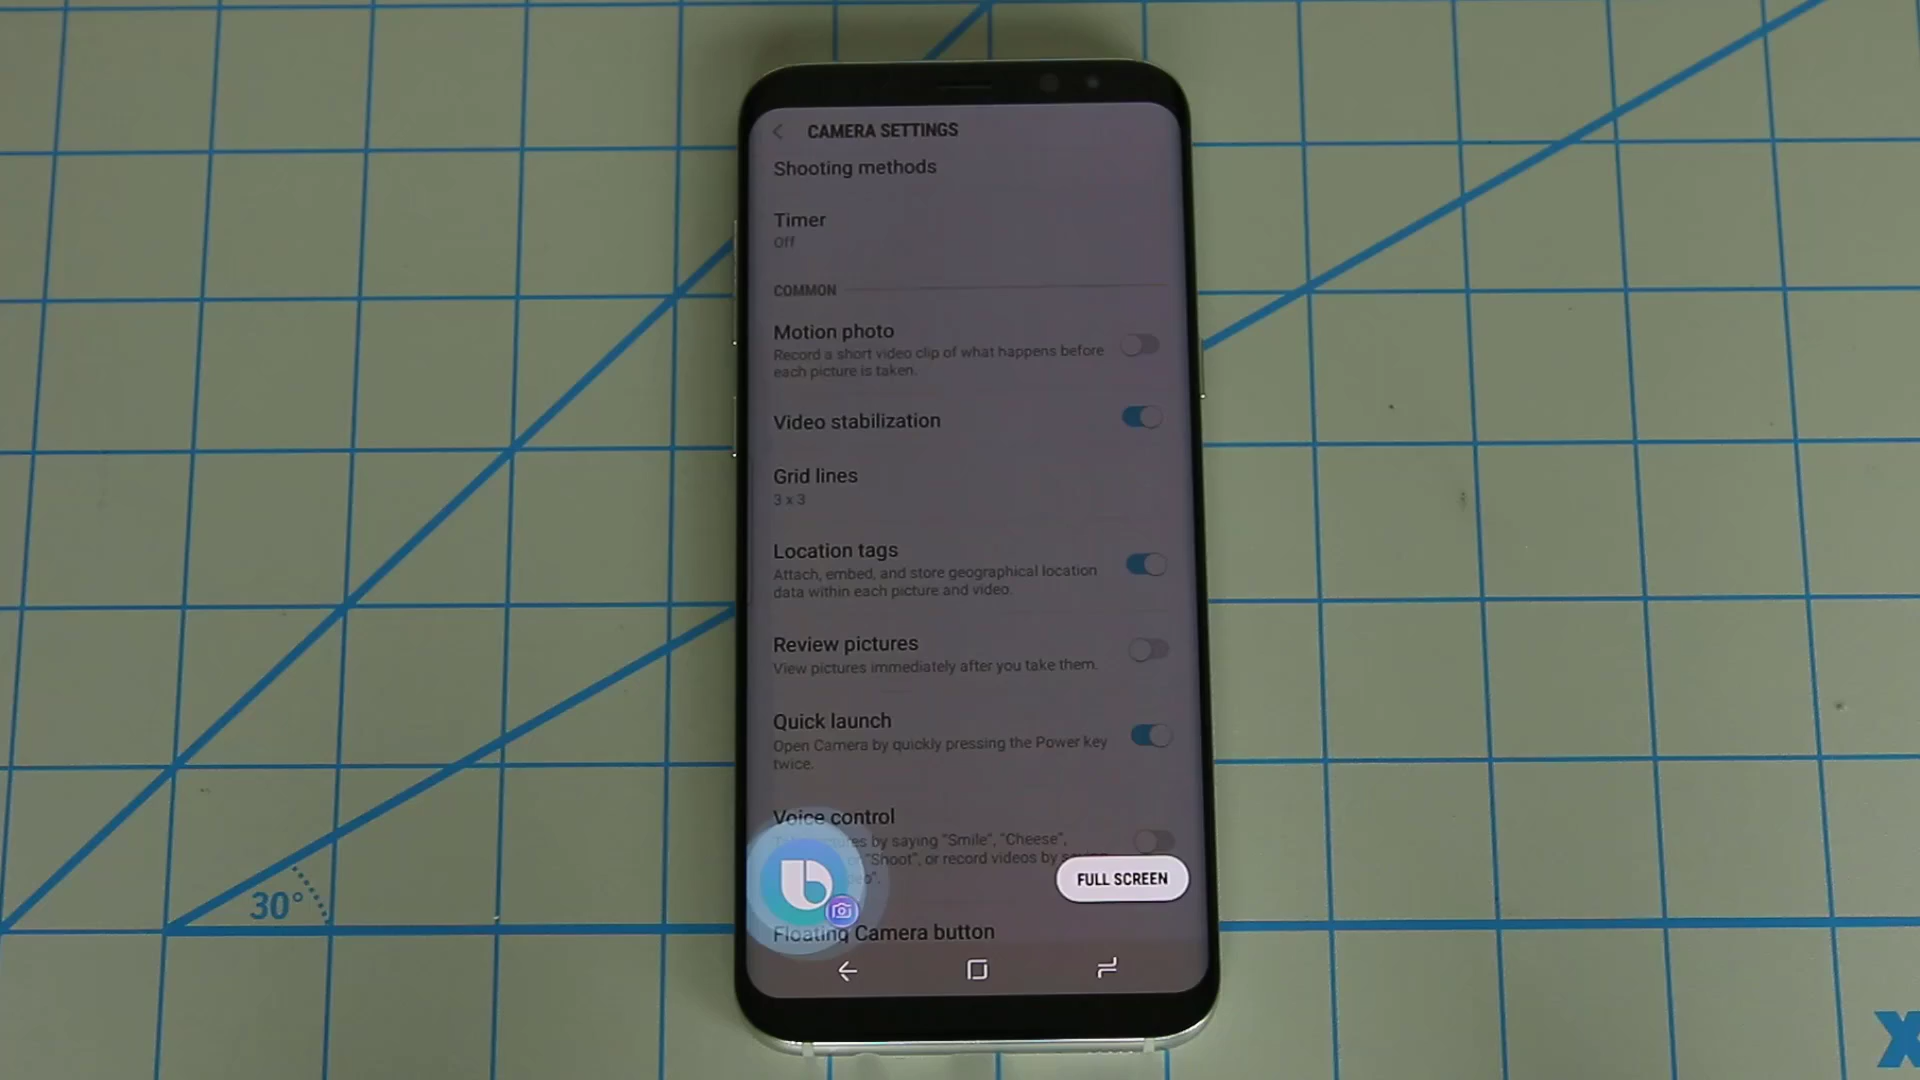 CAMERA SETTINGS
Shooting methods
Timer
Off
COMMON
Motion photo
Record a short video clip of what happens before
each picture is taken.
Video stabilization
Grid lines
3 x 3
Location tags
Attach, embed, and store geographical location
data within each picture and video.
Review pictures
View pictures immediately after you take them.
Quick launch
Open Camera by quickly pressing the Power key
twice.
Voice control
by saying "Smile", "Cheese",
or "Shoot", or record videos by
FULL SCREEN
Floating Camera button
30°
X